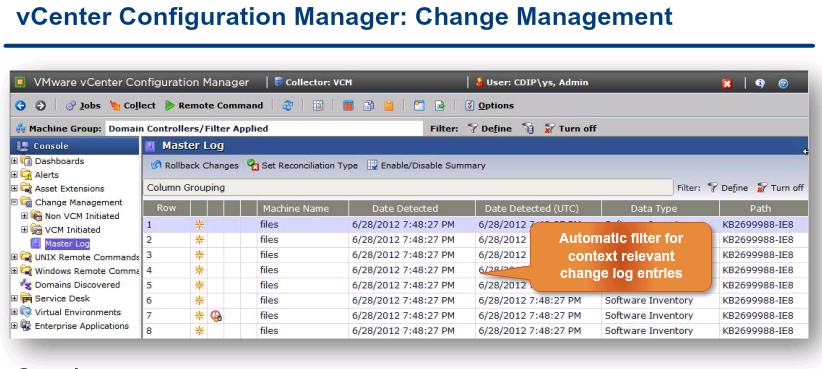 vCenter Configuration Manager: Change Management
VMware vCenter Configuration Manager Collector: VCM User: CDIP\ys, Admin
Jobs Collect Remote Command Options
Machine Group: Domain Controllers/Filter Applied Filter: Define Turn off
Console Master Log
Dashboards
Alerts
Asset Extensions
Change Management
Non VCM Initiated
VCM Initiated
Master Log
UNIX Remote Commands
Windows Remote Comma
Domains Discovered
Service Desk
Virtual Environments
Enterprise Applications
Rollback Changes Set Reconciliation Type Enable/Disable Summary
Column Grouping Filter: Define Turn off
Row Machine Name Date Detected Date Detected (UTC) Data Type Path
1 files 6/28/2012 7:48:27 PM 6/28/2012 KB2699988-IE8
2 files 6/28/2012 7:48:27 PM 6/28/2012 KB2699988-IE8
3 files 6/28/2012 7:48:27 PM 6/28/2012 KB2699988-IE8
4 files 6/28/2012 7:48:27 PM KB2699988-IE8
5 files 6/28/2012 7:48:27 PM 6/28/2012 KB2699988-IE8
6 files 6/28/2012 7:48:27 PM 6/28/2012 7:48:27 PM Software Inventory KB2699988-IE8
7 files 6/28/2012 7:48:27 PM 6/28/2012 7:48:27 PM Software Inventory KB2699988-IE8
8 files 6/28/2012 7:48:27 PM 6/28/2012 7:48:27 PM Software Inventory KB2699988-IE8
Automatic filter for
context relevant
change log entries